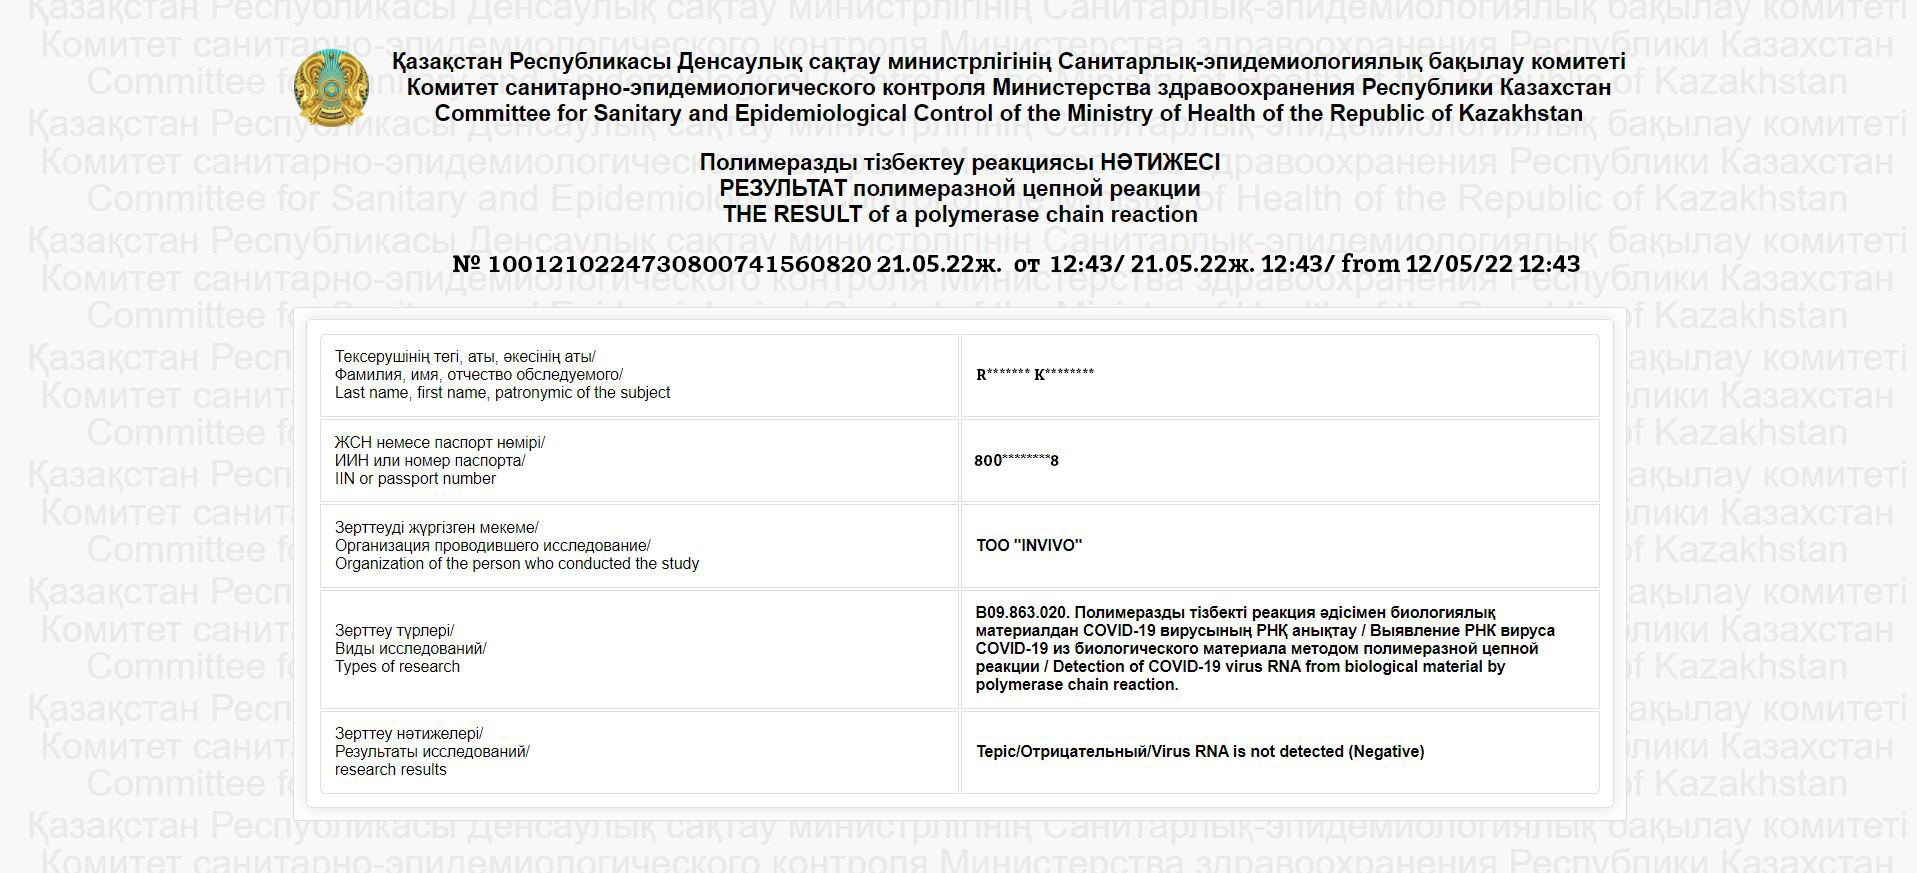 Қазақстан Республикасы Денсаулық сақтау министрлігінің Санитарлық-эпидемиологиялық бақылау комитеті
Комитет санитарно-эпидемиологического контроля Министерства здравоохранения Республики Казахстан
Committee for Sanitary and Epidemiological Control of the Ministry of Health of the Republic of Kazakhstan
Полимеразды тізбектеу реакциясы НӘТИЖЕСІ
РЕЗУЛЬТАТ полимеразной цепной реакции
THE RESULT of a polymerase chain reaction
№ 10012102247308007415608​20 21.05.22ж. от 12:43/ 21.05.22ж. 12:43/ from 12/05/22 12:43
Тексерушінің тегі, аты, әкесінің аты/
Фамилия, имя, отчество обследуемого/
Last name, first name, patronymic of the subject
R******* K********
ЖСН немесе паспорт нөмірі/
ИИН или номер паспорта/
IIN or passport number
800********8
Зерттеуді жүргізген мекеме/
Организация проводившего исследование/
Organization of the person who conducted the study
ТОО "INVIVO"
Зерттеу түрлері/
Виды исследований/
Types of research
B09.863.020. Полимеразды тізбекті реакция әдісімен биологиялық
материалдан COVID-19 вирусының РНҚ анықтау / Выявление РНК вируса
COVID-19 из биологического материала методом полимеразной цепной
реакции / Detection of COVID-19 virus RNA from biological material by
polymerase chain reaction.
Зерттеу нәтижелері/
Результаты исследований/
research results
Теріс/Отрицательный/Virus RNA is not detected (Negative)